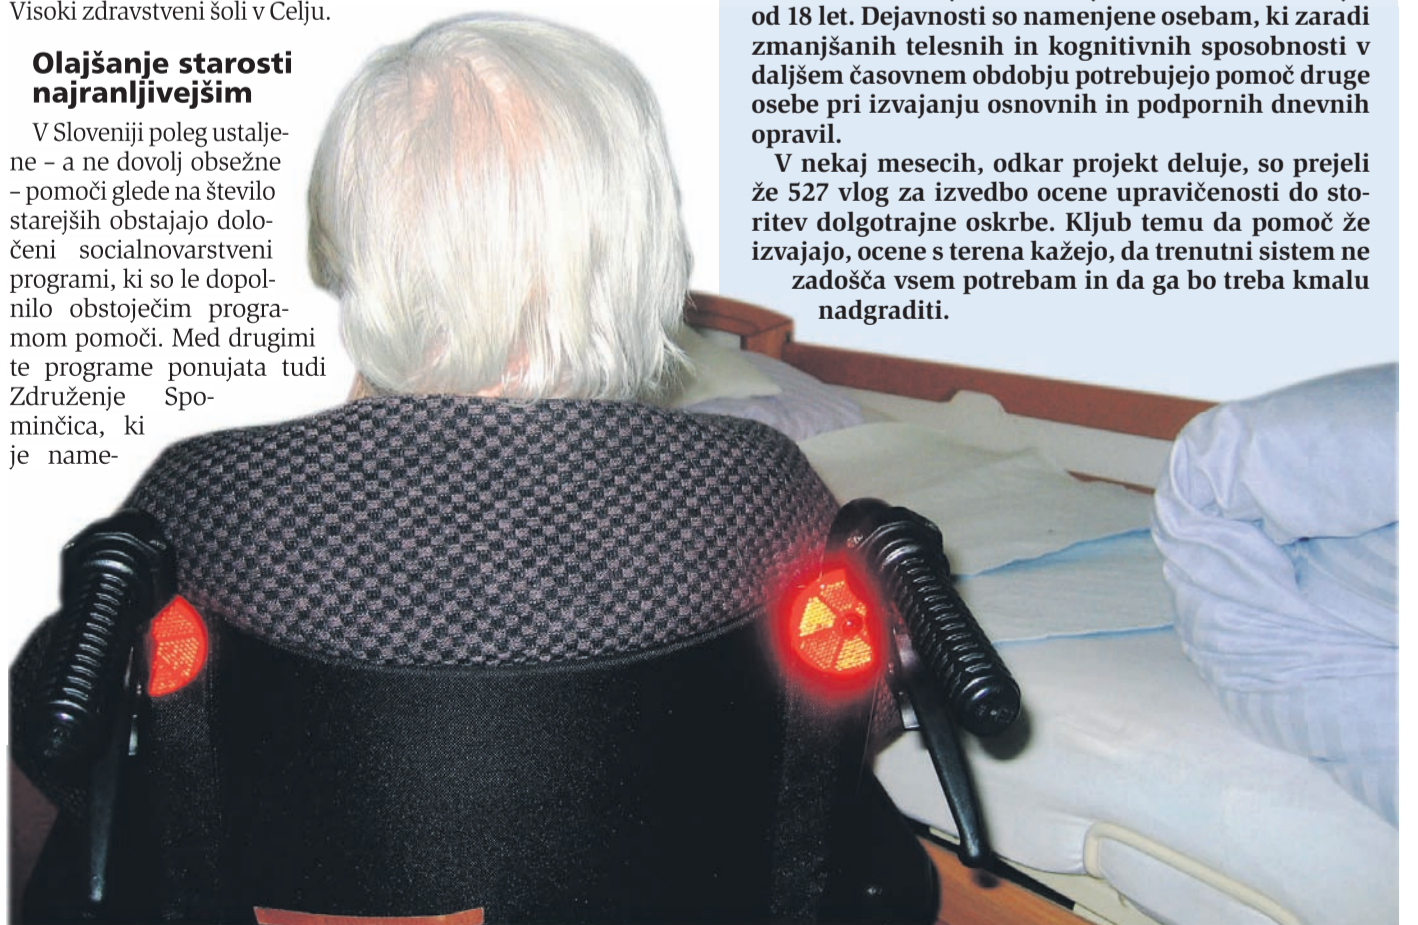 Visoki zdravstveni šoli v Celju.
Olajšanje starosti
najranljivejšim
V Sloveniji poleg ustalje-
ne – a ne dovolj obsežne
– pomoči glede na število
starejših obstajajo dolo-
čeni socialnovarstveni
programi, ki so le dopol-
nilo obstoječim progra-
mom pomoči. Med drugimi
te programe ponujata tudi
Združenje Spo-
minčica, ki
je name-
od 18 let. Dejavnosti so namenjene osebam, ki zaradi
zmanjšanih telesnih in kognitivnih sposobnosti v
daljšem časovnem obdobju potrebujejo pomoč druge
osebe pri izvajanju osnovnih in podpornih dnevnih
opravil.
V nekaj mesecih, odkar projekt deluje, so prejeli
že 527 vlog za izvedbo ocene upravičenosti do sto-
ritev dolgotrajne oskrbe. Kljub temu da pomoč že
izvajajo, ocene s terena kažejo, da trenutni sistem ne
zadošča vsem potrebam in da ga bo treba kmalu
nadgraditi.